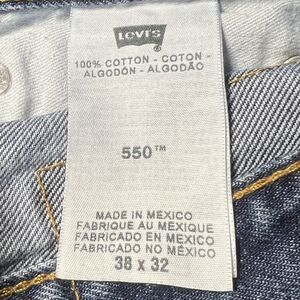 Levi's
100% COTTON - COTON -
ALGODÓN - ALGODÃO
550™
MADE IN MEXICO
FABRIQUE AU MEXIQUE
FABRICADO EN MEXICO
FABRICADO NO MÉXICO
38 x 32